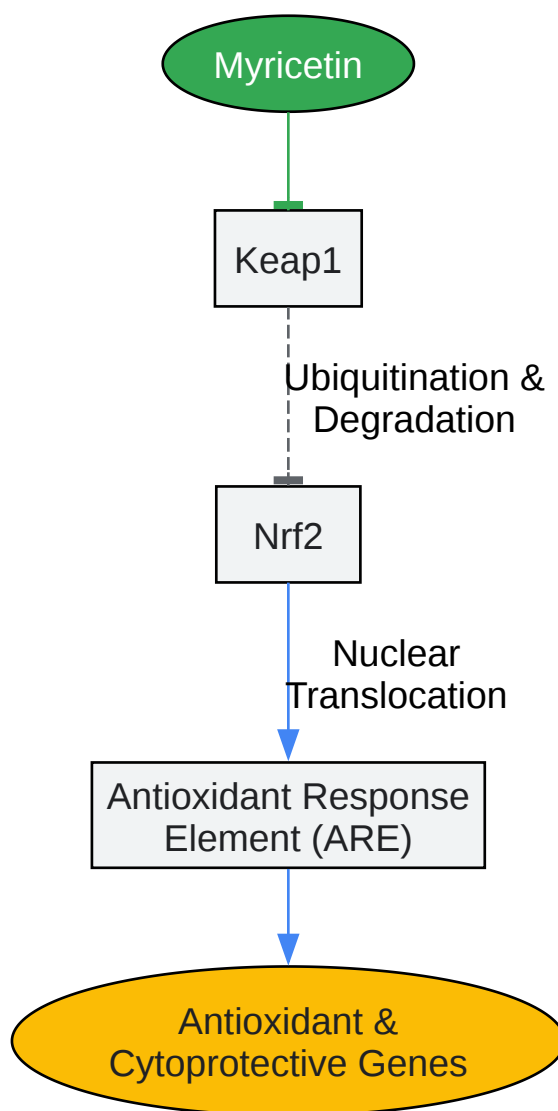 Myricetin
Keap1
Ubiquitination &
Degradation
Nrf2
Nuclear
Translocation
Antioxidant Response
Element (ARE)
Antioxidant &
Cytoprotective Genes